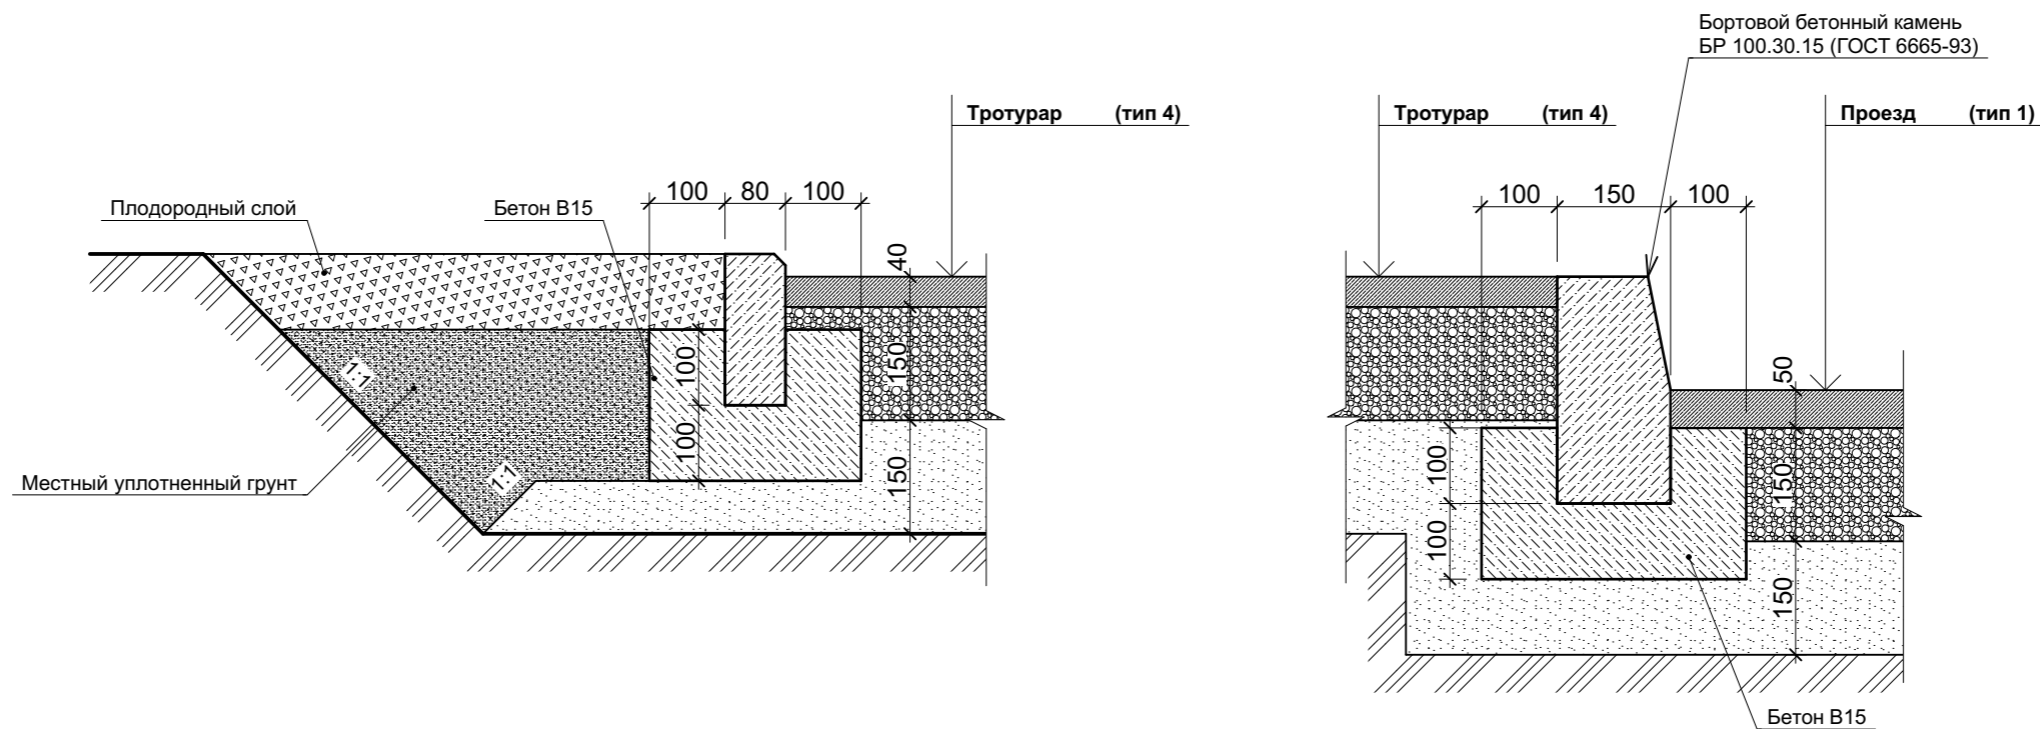 Бортовой бетонный камень
БР 100.30.15 (ГОСТ 6665-93)
Тротурар (тип 4)
Тротурар (тип 4)
Проезд (тип 1)
Плодородный слой
Бетон В15
100 80 100
100 150 100
40
150
150
100
100
1:1
1:1
Местный уплотненный грунт
50
150
150
100
100
Бетон В15